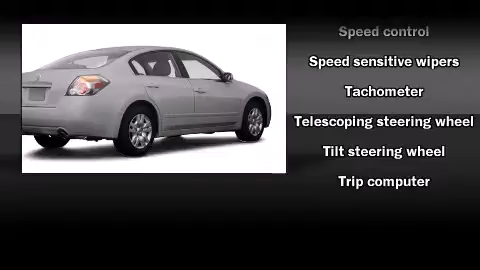 Speed control
Speed sensitive wipers
Tachometer
Telescoping steering wheel
Tilt steering wheel
Trip computer